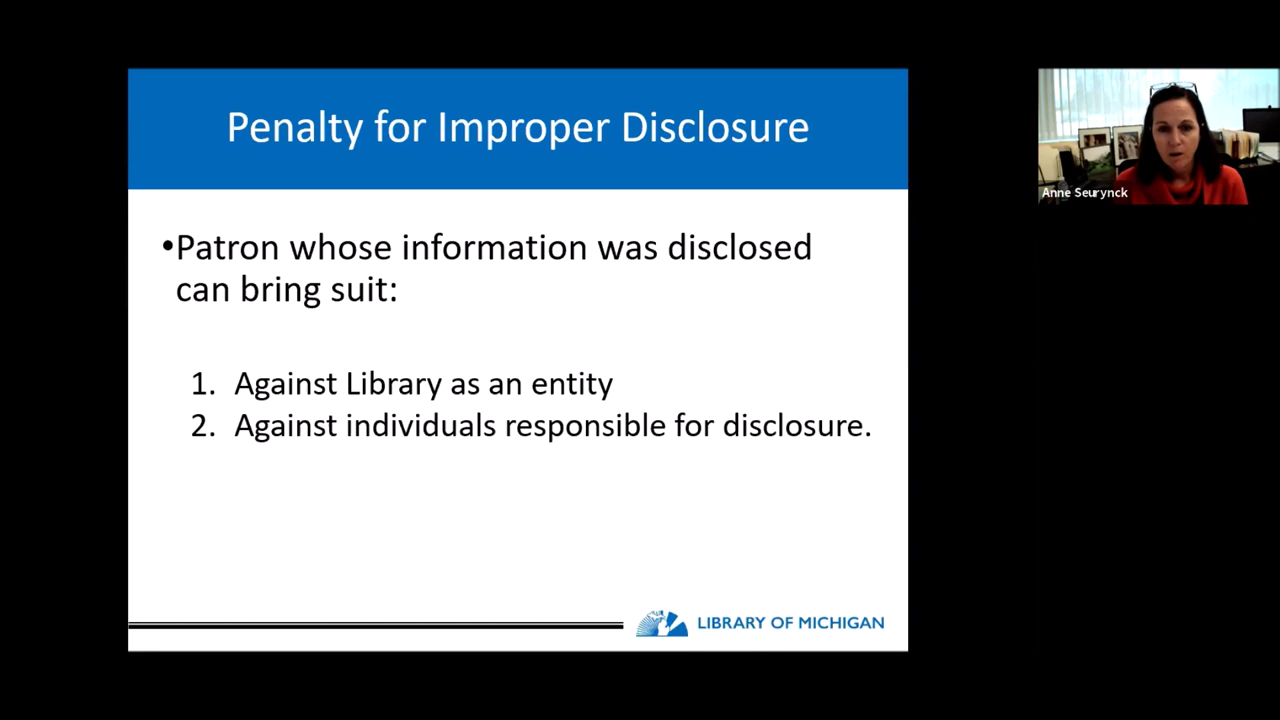 Penalty for Improper Disclosure
•Patron whose information was disclosed
can bring suit:
1. Against Library as an entity
2. Against individuals responsible for disclosure.
LIBRARY OF MICHIGAN
Anne Seurynck